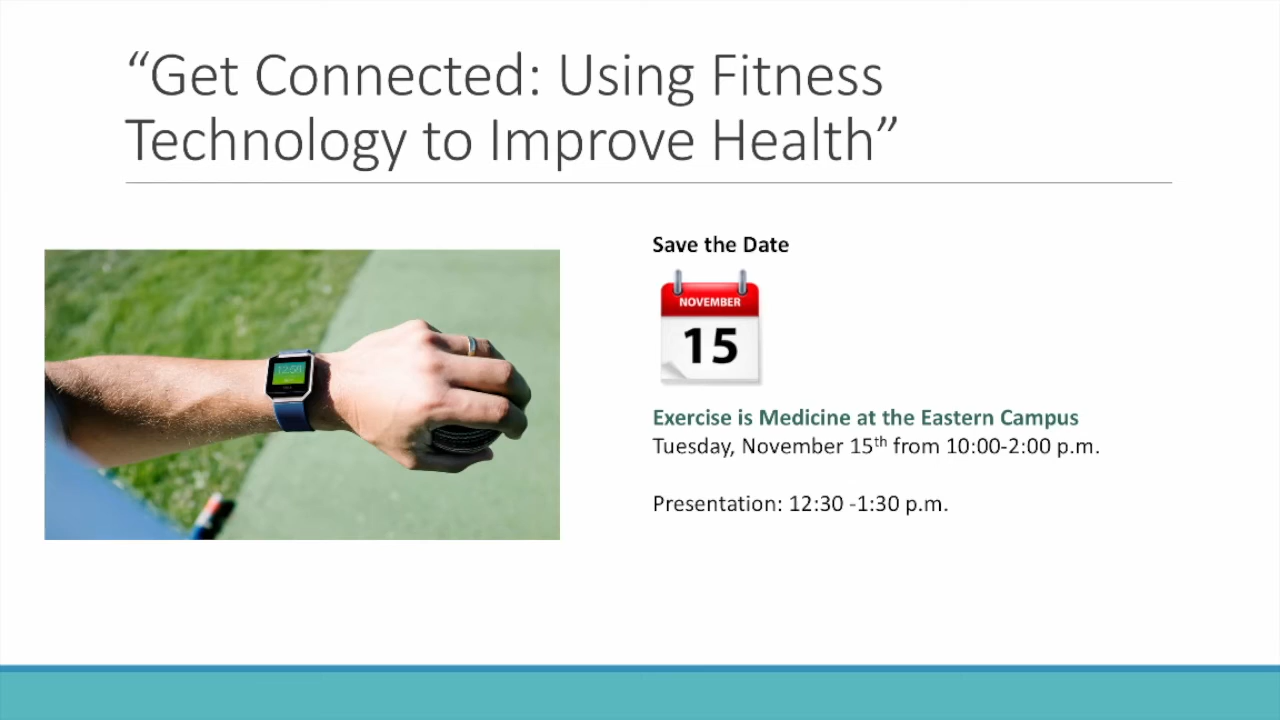 “Get Connected: Using Fitness
Technology to Improve Health”
Save the Date
NOVEMBER
15
Exercise is Medicine at the Eastern Campus
Tuesday, November 15th from 10:00-2:00 p.m.
Presentation: 12:30 -1:30 p.m.